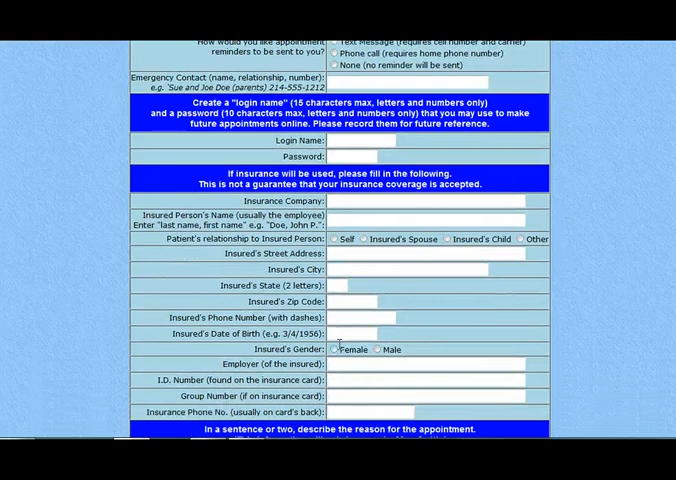 How would you like appointment
reminders to be sent to you?
Text Message (requires cell number and carrier)
Phone call (requires home phone number)
None (no reminder will be sent)
Emergency Contact (name, relationship, number):
e.g. 'Sue and Joe Doe (parents) 214-555-1212
Create a "login name" (15 characters max, letters and numbers only)
and a password (10 characters max, letters and numbers only) that you may use to make
future appointments online. Please record them for future reference.
Login Name:
Password:
If insurance will be used, please fill in the following.
This is not a guarantee that your insurance coverage is accepted.
Insurance Company:
Insured Person's Name (usually the employee)
Enter "last name, first name" e.g. "Doe, John P.":
Patient's relationship to Insured Person: Self Insured's Spouse Insured's Child Other
Insured's Street Address:
Insured's City:
Insured's State (2 letters):
Insured's Zip Code:
Insured's Phone Number (with dashes):
Insured's Date of Birth (e.g. 3/4/1956):
Insured's Gender: Female Male
Employer (of the insured):
I.D. Number (found on the insurance card):
Group Number (if on insurance card):
Insurance Phone No. (usually on card's back):
In a sentence or two, describe the reason for the appointment.